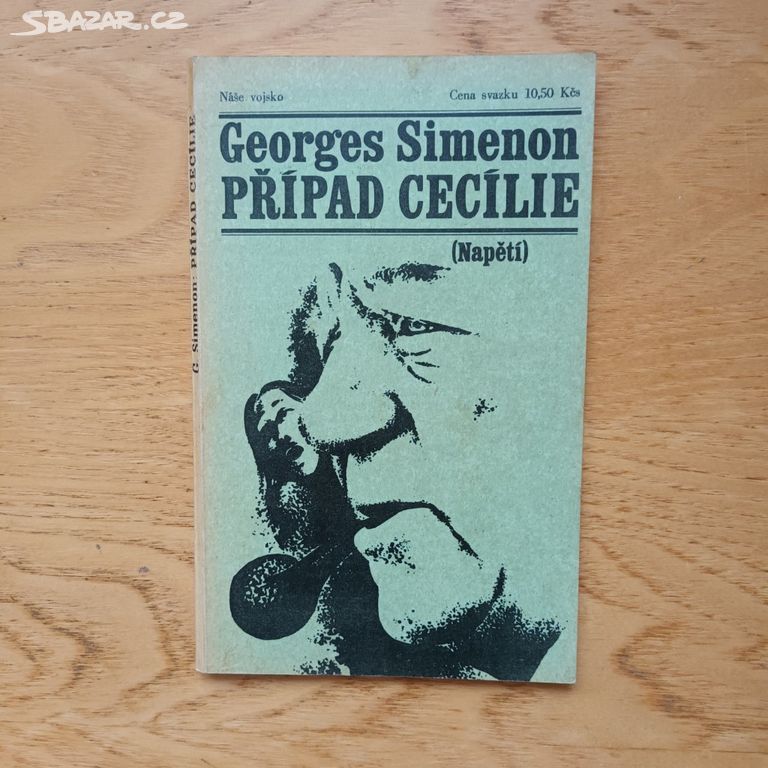 SBAZAR.CZ
Naše vojsko
Cena svazku 10,50 Kčs
Georges Simenon
PŘÍPAD CECÍLIE
(Napětí)
G. Simenon: PŘÍPAD CECÍLIE